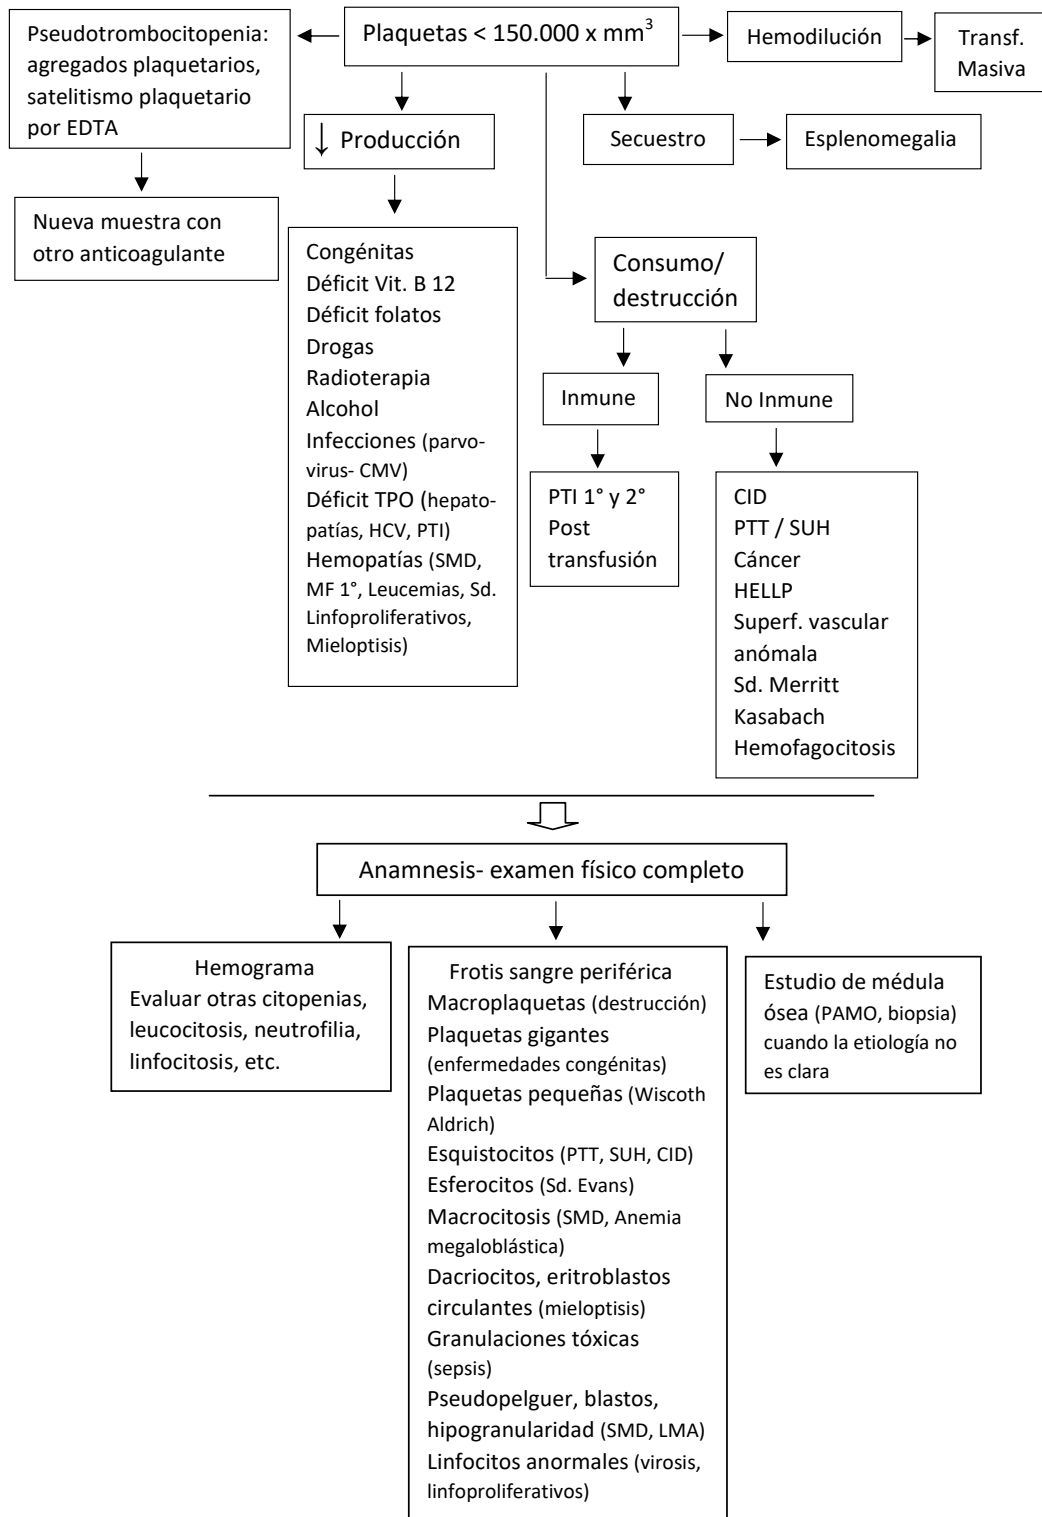 Pseudotrombocitopenia:
agregados plaquetarios,
satelitismo plaquetario
por EDTA
Plaquetas < 150.000 x mm³
Hemodilución
Transf.
Masiva
↓ Producción
Secuestro
Esplenomegalia
Nueva muestra con
otro anticoagulante
Congénitas
Déficit Vit. B 12
Déficit folatos
Drogas
Radioterapia
Alcohol
Infecciones (parvo-
virus- CMV)
Déficit TPO (hepato-
patías, HCV, PTI)
Hemopatías (SMD,
MF 1°, Leucemias, Sd.
Linfoproliferativos,
Mieloptisis)
Consumo/
destrucción
Inmune
No Inmune
PTI 1° y 2°
Post
transfusión
CID
PTT / SUH
Cáncer
HELLP
Superf. vascular
anómala
Sd. Merritt
Kasabach
Hemofagocitosis
Anamnesis- examen físico completo
Hemograma
Evaluar otras citopenias,
leucocitosis, neutrofilia,
linfocitosis, etc.
Frotis sangre periférica
Macroplaquetas (destrucción)
Plaquetas gigantes
(enfermedades congénitas)
Plaquetas pequeñas (Wiscoth
Aldrich)
Esquistocitos (PTT, SUH, CID)
Esferocitos (Sd. Evans)
Macrocitosis (SMD, Anemia
megaloblástica)
Dacriocitos, eritroblastos
circulantes (mieloptisis)
Granulaciones tóxicas
(sepsis)
Pseudopelguer, blastos,
hipogranularidad (SMD, LMA)
Linfocitos anormales (virosis,
linfoproliferativos)
Estudio de médula
ósea (PAMO, biopsia)
cuando la etiología no
es clara